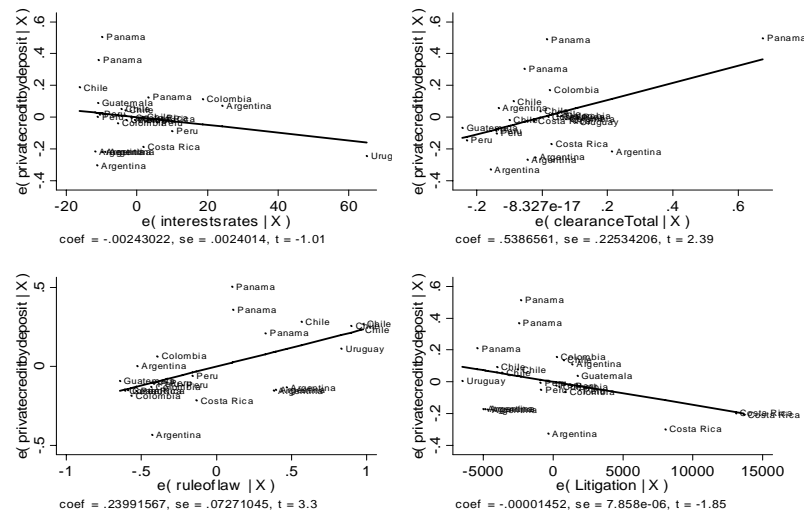 e( privatecreditbydeposit | X )
.6
.4
.2
0
-.2
-.4
Panama
Panama
Chile
Guatemala
Panama
Colombia
Argentina
Peru
Costa Rica
Argentina
Urug
-20
0
20
40
60
e( interestsrates | X )
coef = -.00243022, se = .0024014, t = -1.01
e( privatecreditbydeposit | X )
.6
.4
.2
0
-.2
-.4
Panama
Panama
Panama
Colombia
Chile
Argentina
Guatemala
Peru
Peru
Uruguay
Costa Rica
Argentina
Argentina
Argentina
-.2
-8.327e-17
.2
.4
.6
e( clearanceTotal | X )
coef = .5386561, se = .22534206, t = 2.39
e( privatecreditbydeposit | X )
.5
0
-.5
Panama
Panama
Panama
Chile
Chile
Chile
Uruguay
Colombia
Argentina
Guatemala
Peru
Peru
Colombia
Costa Rica
Argentina
Argentina
Argentina
-1
-.5
0
.5
1
e( ruleoflaw | X )
coef = .23991567, se = .07271045, t = 3.3
e( privatecreditbydeposit | X )
.6
.4
.2
0
-.2
-.4
Panama
Panama
Panama
Chile
Chile
Uruguay
Colombia
Argentina
Guatemala
Colombia
Argentina
Argentina
Costa Rica
Costa Rica
Costa Rica
-5000
0
5000
10000
15000
e( Litigation | X )
coef = -.00001452, se = 7.858e-06, t = -1.85